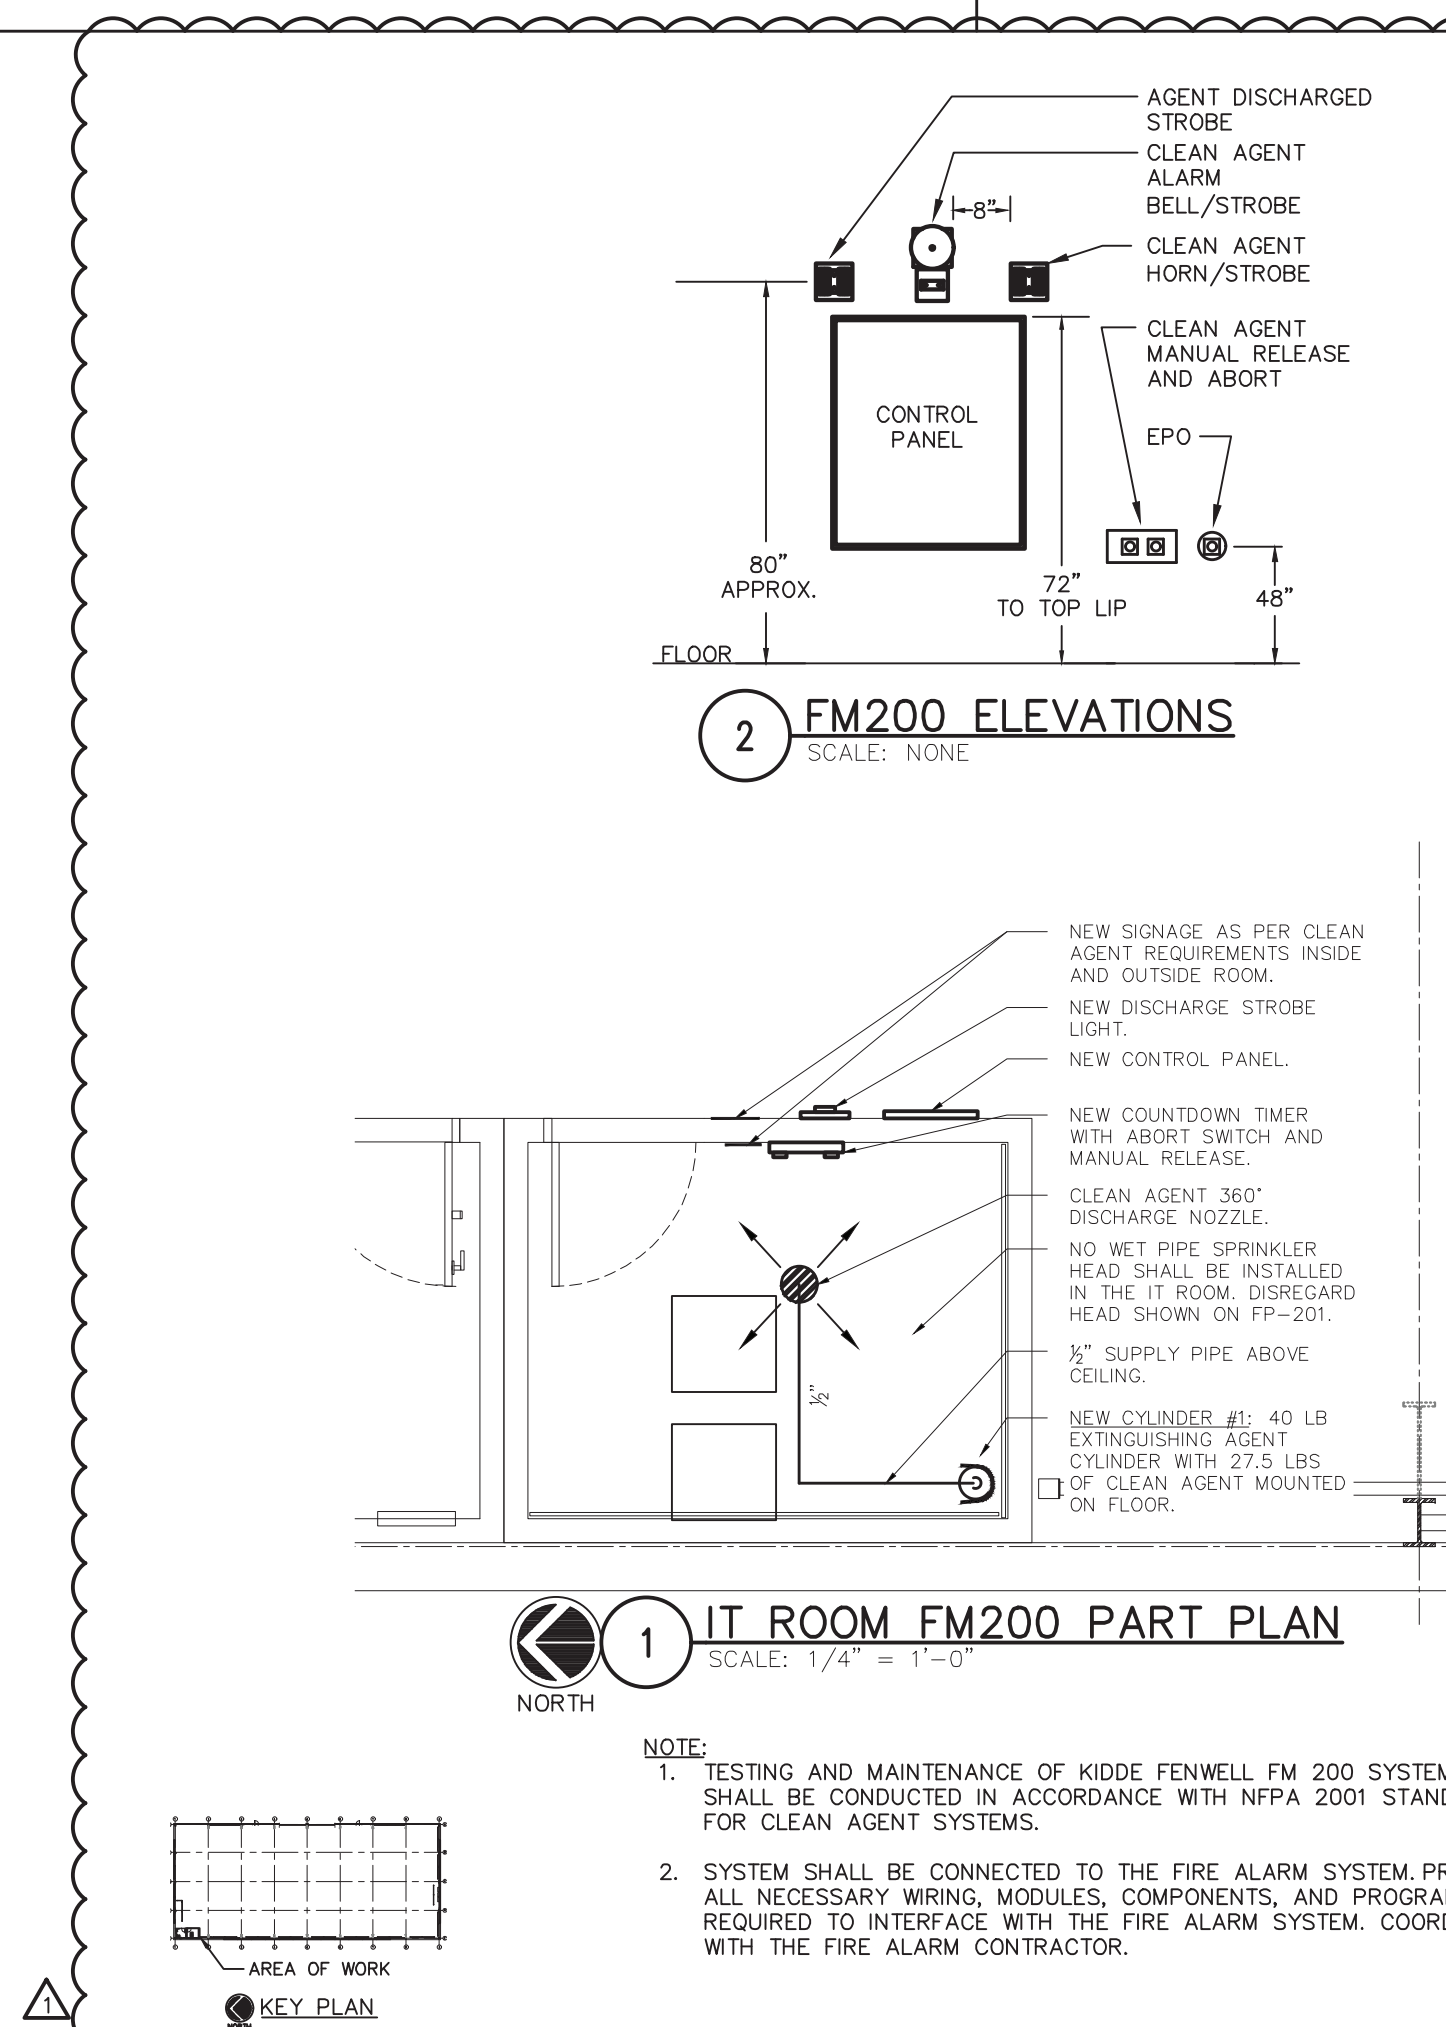 AGENT DISCHARGED
STROBE
CLEAN AGENT
ALARM
BELL/STROBE
8"
CLEAN AGENT
HORN/STROBE
CLEAN AGENT
MANUAL RELEASE
AND ABORT
CONTROL
PANEL
EPO
80"
APPROX.
72"
TO TOP LIP
48"
FLOOR
2
FM200 ELEVATIONS
SCALE: NONE
NEW SIGNAGE AS PER CLEAN
AGENT REQUIREMENTS INSIDE
AND OUTSIDE ROOM.
NEW DISCHARGE STROBE
LIGHT.
NEW CONTROL PANEL.
NEW COUNTDOWN TIMER
WITH ABORT SWITCH AND
MANUAL RELEASE.
CLEAN AGENT 360°
DISCHARGE NOZZLE.
NO WET PIPE SPRINKLER
HEAD SHALL BE INSTALLED
IN THE IT ROOM. DISREGARD
HEAD SHOWN ON FP-201.
½" SUPPLY PIPE ABOVE
CEILING.
½"
NEW CYLINDER #1: 40 LB
EXTINGUISHING AGENT
CYLINDER WITH 27.5 LBS
OF CLEAN AGENT MOUNTED
ON FLOOR.
1
IT ROOM FM200 PART PLAN
SCALE: 1/4" = 1'-0"
NORTH
NOTE:
1. TESTING AND MAINTENANCE OF KIDDE FENWELL FM 200 SYSTEM
SHALL BE CONDUCTED IN ACCORDANCE WITH NFPA 2001 STAND
FOR CLEAN AGENT SYSTEMS.
2. SYSTEM SHALL BE CONNECTED TO THE FIRE ALARM SYSTEM. PR
ALL NECESSARY WIRING, MODULES, COMPONENTS, AND PROGRA
REQUIRED TO INTERFACE WITH THE FIRE ALARM SYSTEM. COORD
WITH THE FIRE ALARM CONTRACTOR.
AREA OF WORK
KEY PLAN
NORTH
1